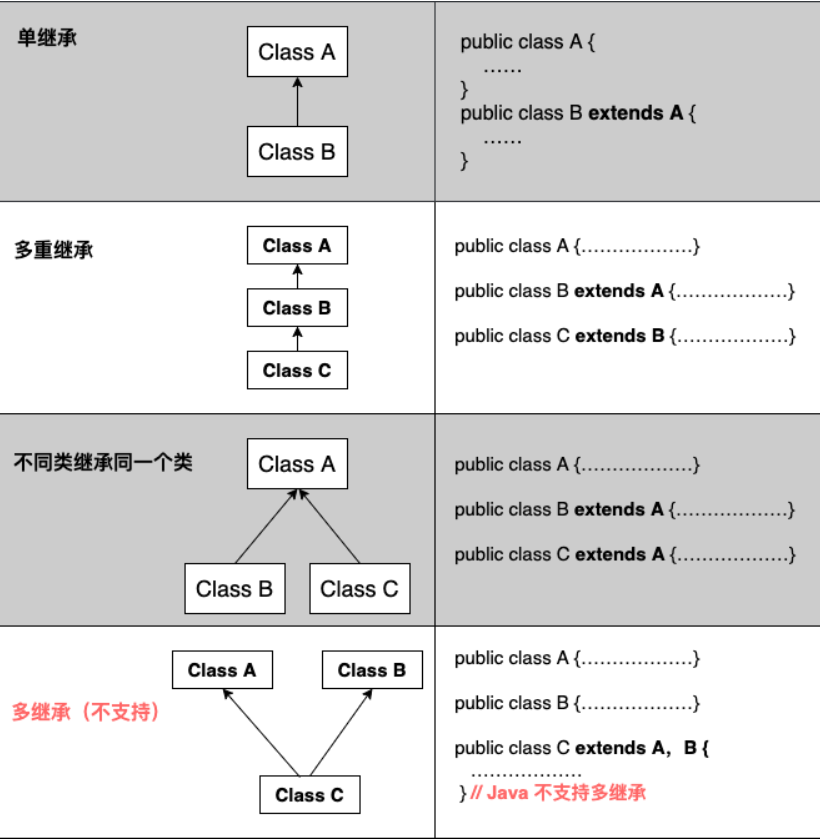 单继承
Class A
Class B
public class A {
……
}
public class B extends A {
……
}
多重继承
Class A
Class B
Class C
public class A {………………}
public class B extends A {………………}
public class C extends B {………………}
不同类继承同一个类
Class A
Class B
Class C
public class A {………………}
public class B extends A {………………}
public class C extends A {………………}
多继承（不支持）
Class A
Class B
Class C
public class A {………………}
public class B {………………}
public class C extends A，B {
………………
} // Java 不支持多继承